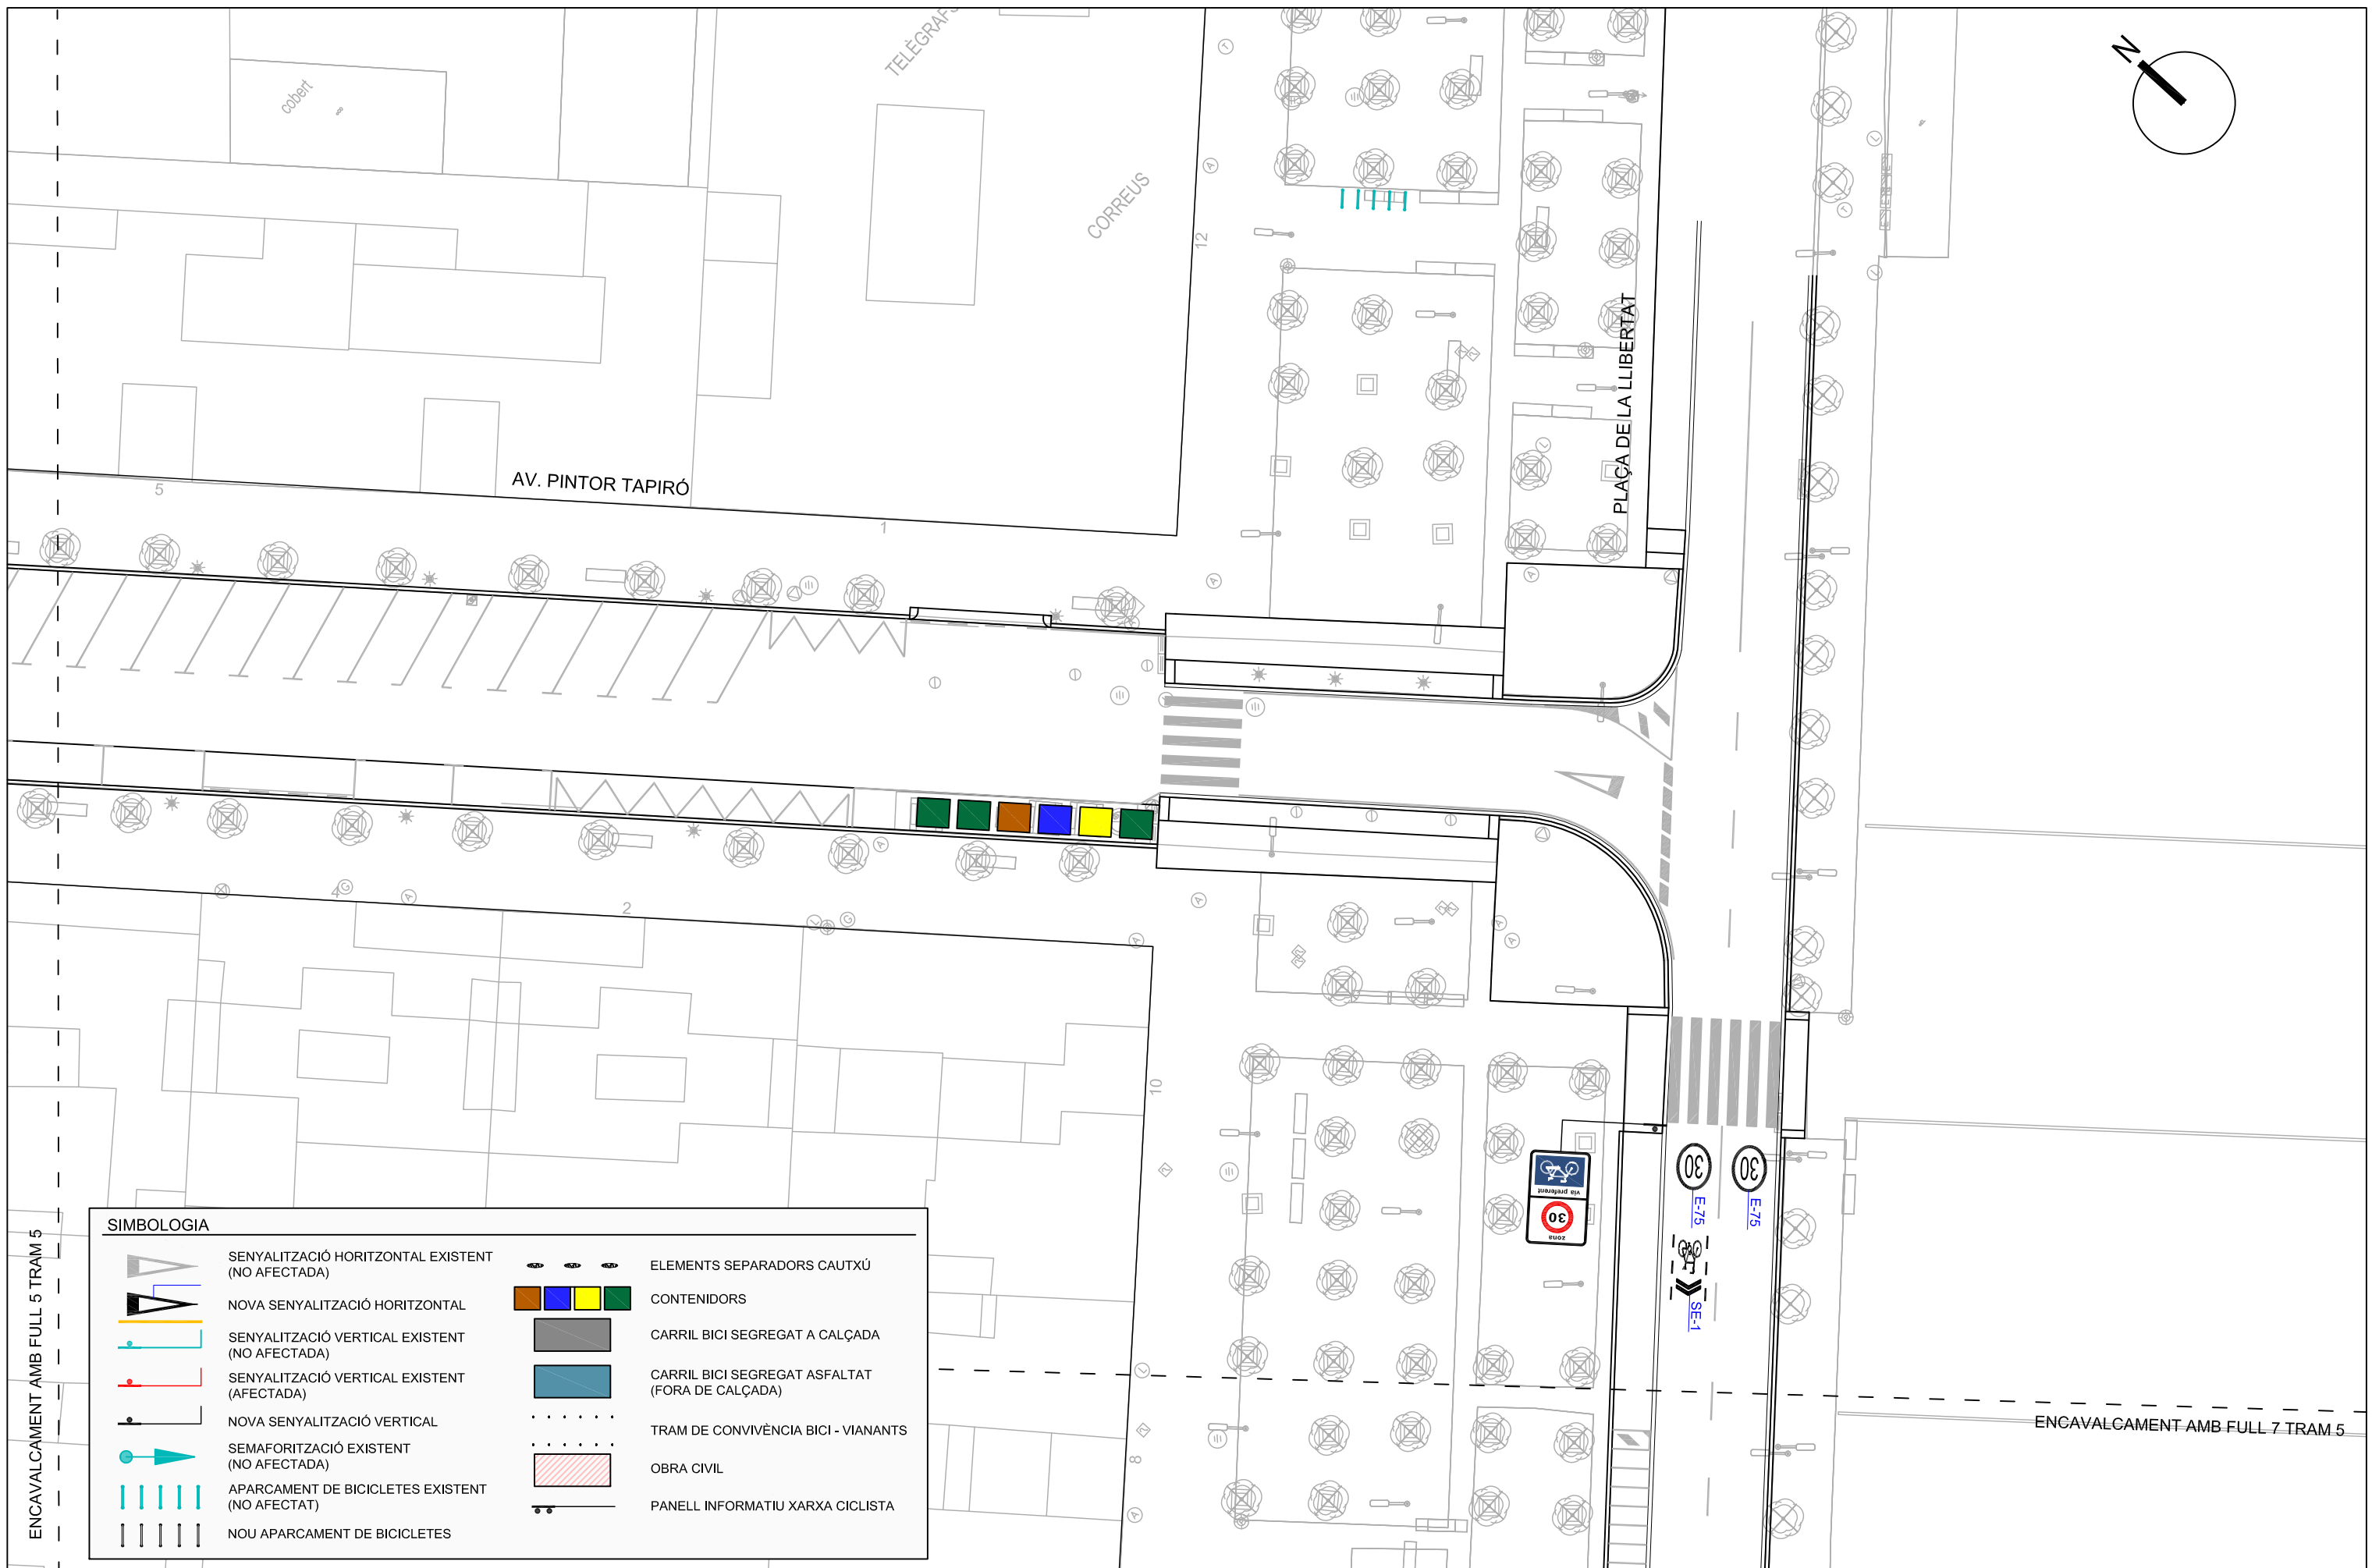 TELÈGRAFS
N
cobert
CORREUS
12
PLAÇA DE LA LLIBERTAT
AV. PINTOR TAPIRÓ
5
1
4
2
10
8
via preferent
30
zona
30
30
E-75
E-75
SE-1
ENCAVALCAMENT AMB FULL 5 TRAM 5
ENCAVALCAMENT AMB FULL 7 TRAM 5
SIMBOLOGIA
SENYALITZACIÓ HORITZONTAL EXISTENT
(NO AFECTADA)
NOVA SENYALITZACIÓ HORITZONTAL
SENYALITZACIÓ VERTICAL EXISTENT
(NO AFECTADA)
SENYALITZACIÓ VERTICAL EXISTENT
(AFECTADA)
NOVA SENYALITZACIÓ VERTICAL
SEMAFORITZACIÓ EXISTENT
(NO AFECTADA)
APARCAMENT DE BICICLETES EXISTENT
(NO AFECTAT)
NOU APARCAMENT DE BICICLETES
ELEMENTS SEPARADORS CAUTXÚ
CONTENIDORS
CARRIL BICI SEGREGAT A CALÇADA
CARRIL BICI SEGREGAT ASFALTAT
(FORA DE CALÇADA)
TRAM DE CONVIVÈNCIA BICI - VIANANTS
OBRA CIVIL
PANELL INFORMATIU XARXA CICLISTA